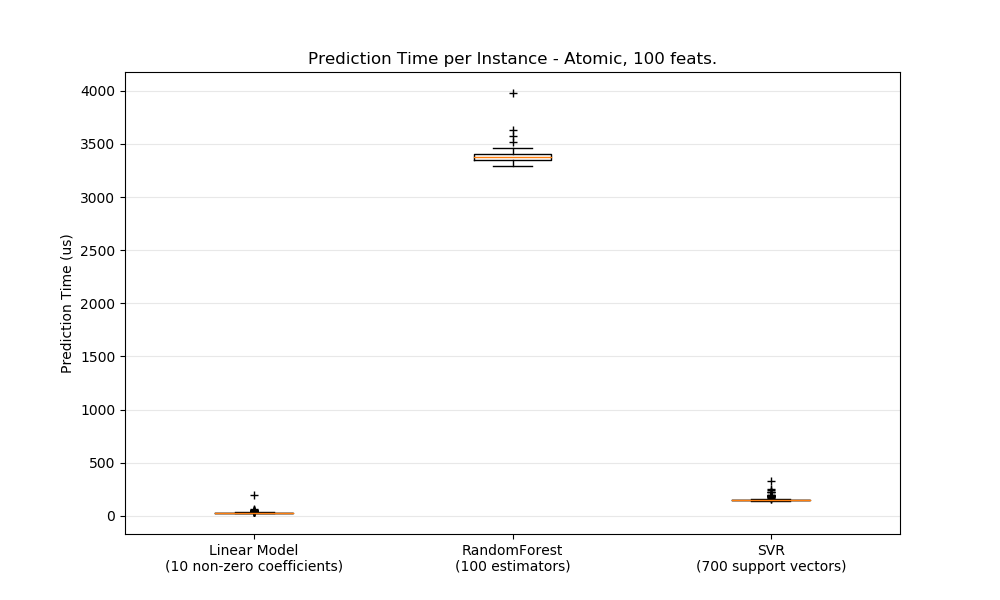 Prediction Time per Instance - Atomic, 100 feats.
Prediction Time (us)
4000
3500
3000
2500
2000
1500
1000
500
0
Linear Model
(10 non-zero coefficients)
RandomForest
(100 estimators)
SVR
(700 support vectors)